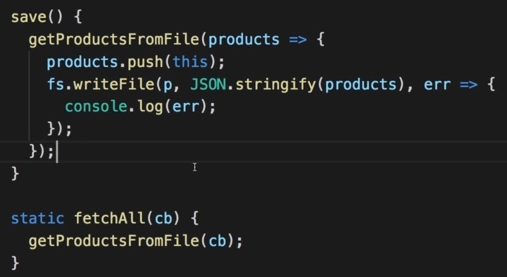 save() {
  getProductsFromFile(products => {
    products.push(this);
    fs.writeFile(p, JSON.stringify(products), err => {
      console.log(err);
    });
  });
}

static fetchAll(cb) {
  getProductsFromFile(cb);
}